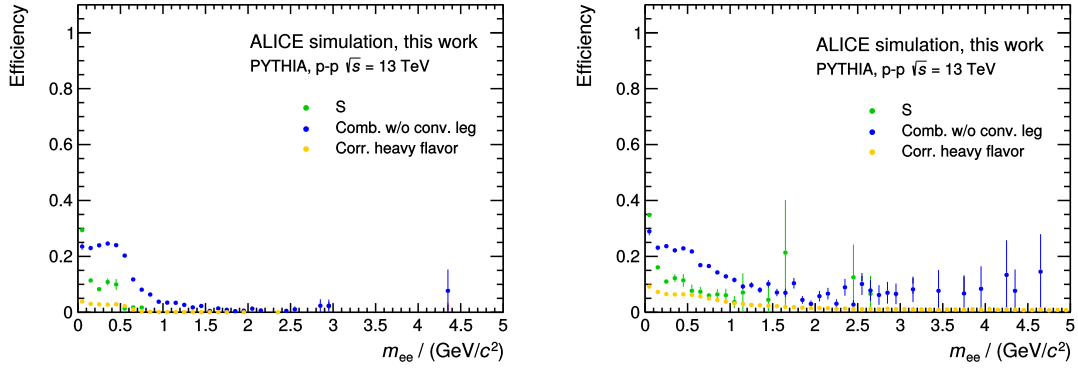 Efficiency
1
0.8
0.6
0.4
0.2
0
ALICE simulation, this work
PYTHIA, p-p √s = 13 TeV
S
Comb. w/o conv. leg
Corr. heavy flavor
0 0.5 1 1.5 2 2.5 3 3.5 4 4.5 5
m_ee / (GeV/c²)
Efficiency
1
0.8
0.6
0.4
0.2
0
ALICE simulation, this work
PYTHIA, p-p √s = 13 TeV
S
Comb. w/o conv. leg
Corr. heavy flavor
0 0.5 1 1.5 2 2.5 3 3.5 4 4.5 5
m_ee / (GeV/c²)